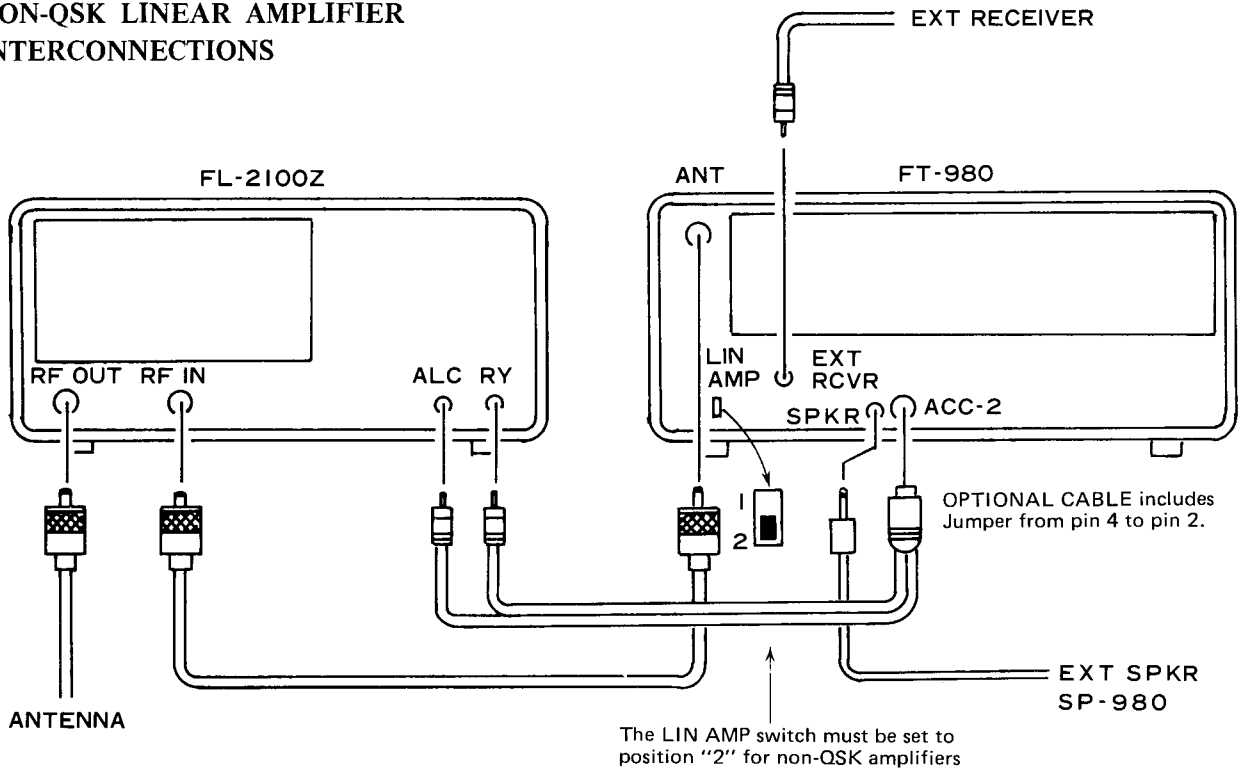 ON-QSK LINEAR AMPLIFIER
NTERCONNECTIONS
EXT RECEIVER
FL-2100Z
ANT
FT-980
RF OUT
RF IN
ALC
RY
LIN
AMP
EXT
RCVR
SPKR
ACC-2
1
2
OPTIONAL CABLE includes
Jumper from pin 4 to pin 2.
ANTENNA
EXT SPKR
SP-980
The LIN AMP switch must be set to
position "2" for non-QSK amplifiers